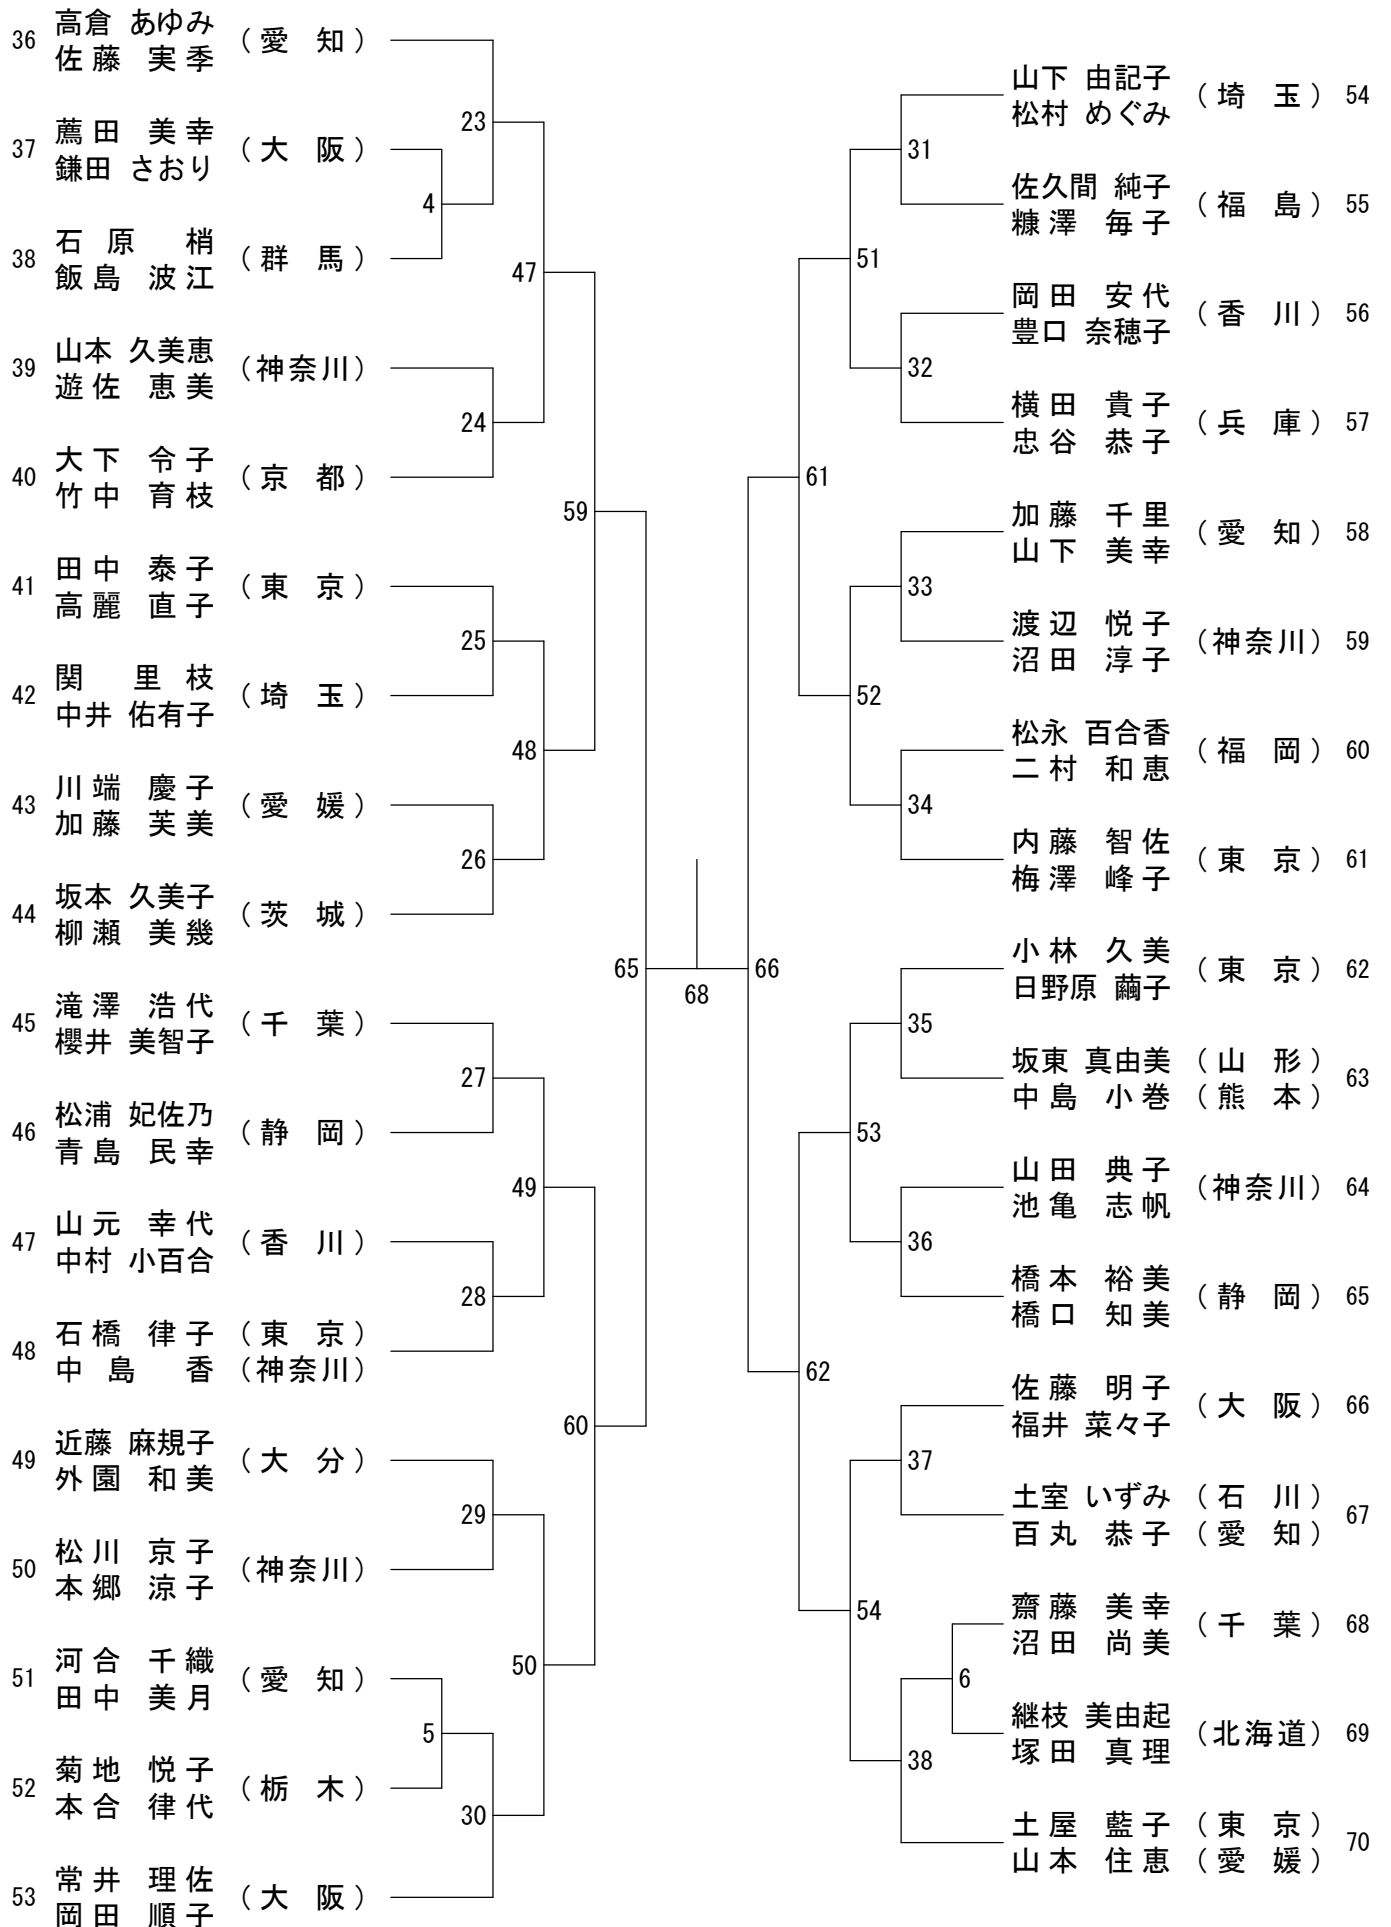 36 高倉 あゆみ (愛 知)
佐藤 実季
37 薦田 美幸 (大 阪)
鎌田 さおり
38 石原 梢 (群 馬)
飯島 波江
39 山本 久美恵 (神奈川)
遊佐 恵美
40 大下 令子 (京 都)
竹中 育枝
41 田中 泰子 (東 京)
高麗 直子
42 関 里枝 (埼 玉)
中井 佑有子
43 川端 慶子 (愛 媛)
加藤 芙美
44 坂本 久美子 (茨 城)
柳瀬 美幾
45 滝澤 浩代 (千 葉)
櫻井 美智子
46 松浦 妃佐乃 (静 岡)
青島 民幸
47 山元 幸代 (香 川)
中村 小百合
48 石橋 律子 (東 京)
中島 香 (神奈川)
49 近藤 麻規子 (大 分)
外園 和美
50 松川 京子 (神奈川)
本郷 涼子
51 河合 千織 (愛 知)
田中 美月
52 菊地 悦子 (栃 木)
本合 律代
53 常井 理佐 (大 阪)
岡田 順子
4
5
23
24
25
26
27
28
29
30
47
48
49
50
59
60
65
68
66
61
62
51
52
53
54
31
32
33
34
35
36
37
38
6
山下 由記子 (埼 玉) 54
松村 めぐみ
佐久間 純子 (福 島) 55
糠澤 毎子
岡田 安代 (香 川) 56
豊口 奈穂子
横田 貴子 (兵 庫) 57
忠谷 恭子
加藤 千里 (愛 知) 58
山下 美幸
渡辺 悦子 (神奈川) 59
沼田 淳子
松永 百合香 (福 岡) 60
二村 和恵
内藤 智佐 (東 京) 61
梅澤 峰子
小林 久美 (東 京) 62
日野原 繭子
坂東 真由美 (山 形) 63
中島 小巻 (熊 本)
山田 典子 (神奈川) 64
池亀 志帆
橋本 裕美 (静 岡) 65
橋口 知美
佐藤 明子 (大 阪) 66
福井 菜々子
土室 いずみ (石 川) 67
百丸 恭子 (愛 知)
齋藤 美幸 (千 葉) 68
沼田 尚美
継枝 美由起 (北海道) 69
塚田 真理
土屋 藍子 (東 京) 70
山本 住恵 (愛 媛)